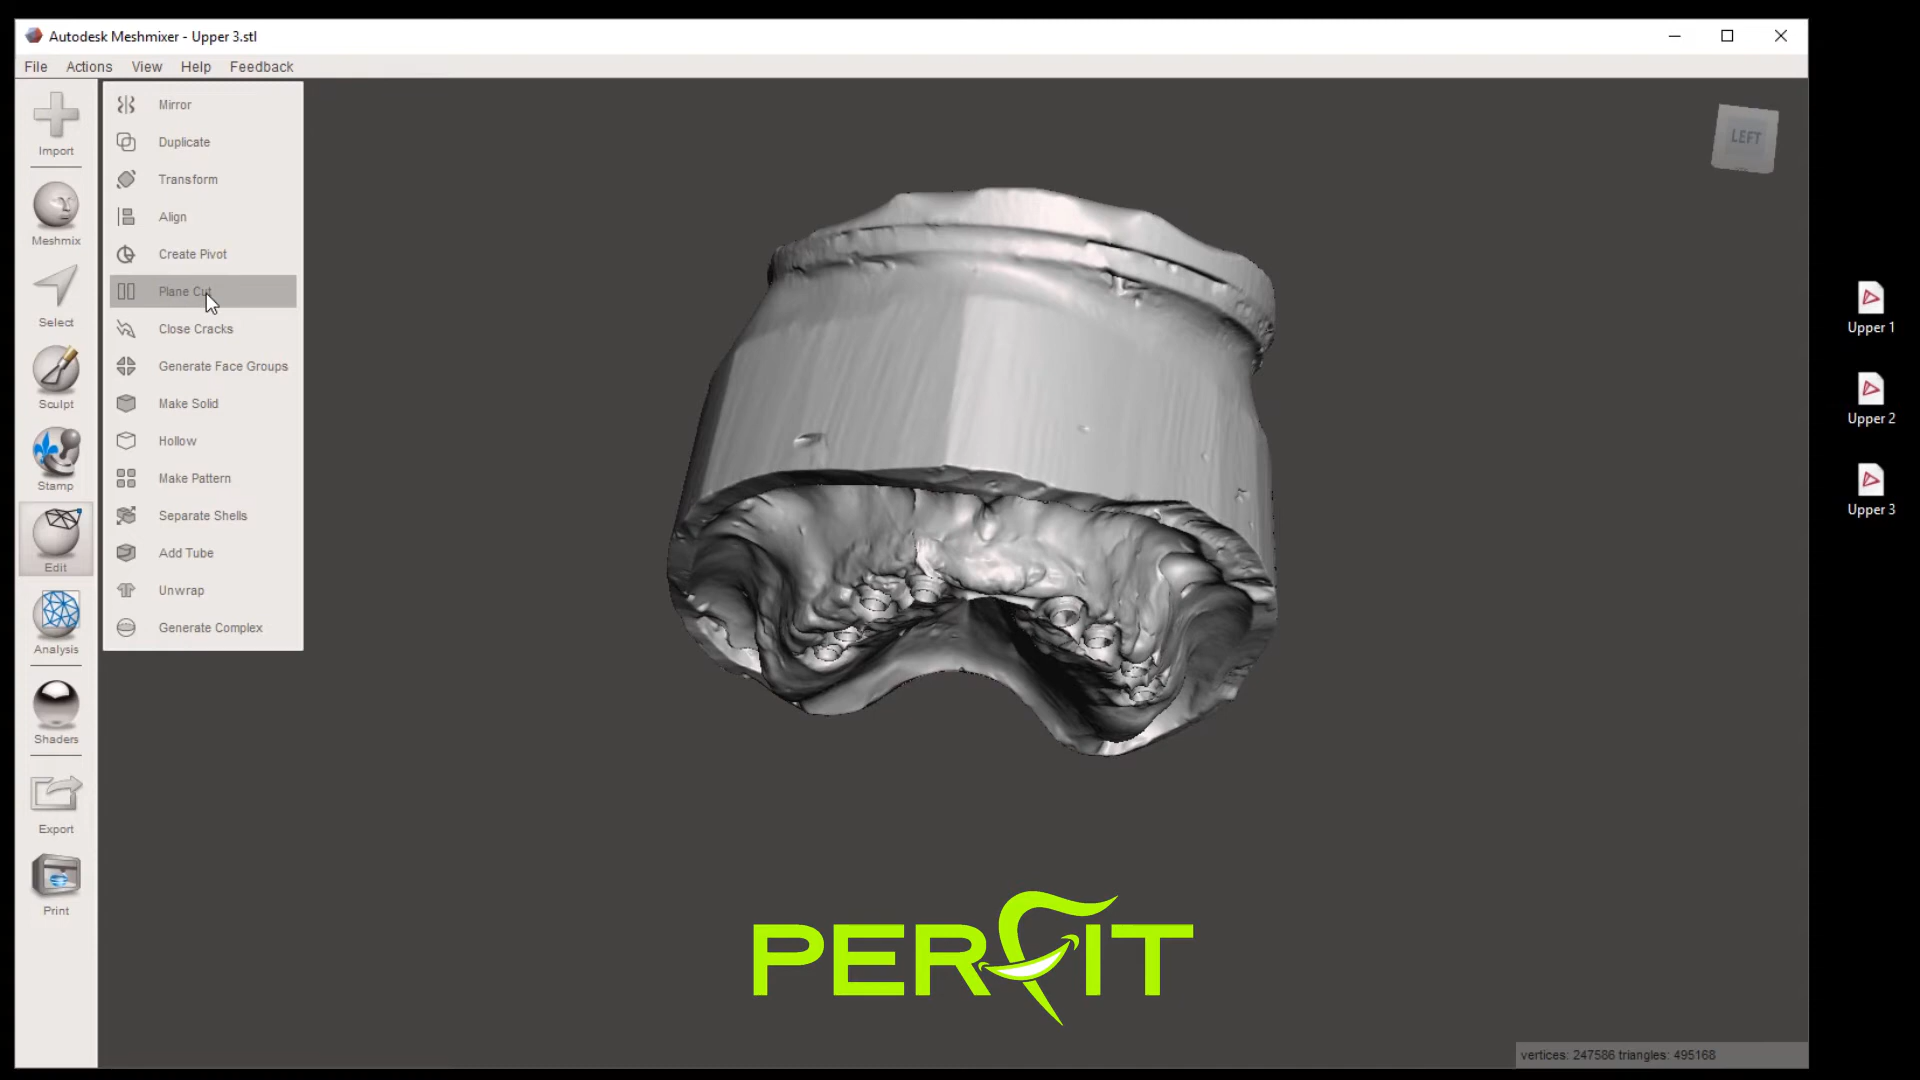 Autodesk Meshmixer - Upper 3.stl
File Actions View Help Feedback
Import
Meshmix
Select
Sculpt
Stamp
Edit
Analysis
Shaders
Export
Print
Mirror
Duplicate
Transform
Align
Create Pivot
Plane Cut
Close Cracks
Generate Face Groups
Make Solid
Hollow
Make Pattern
Separate Shells
Add Tube
Unwrap
Generate Complex
LEFT
Upper 1
Upper 2
Upper 3
PERFIT
vertices: 247586 triangles: 495168